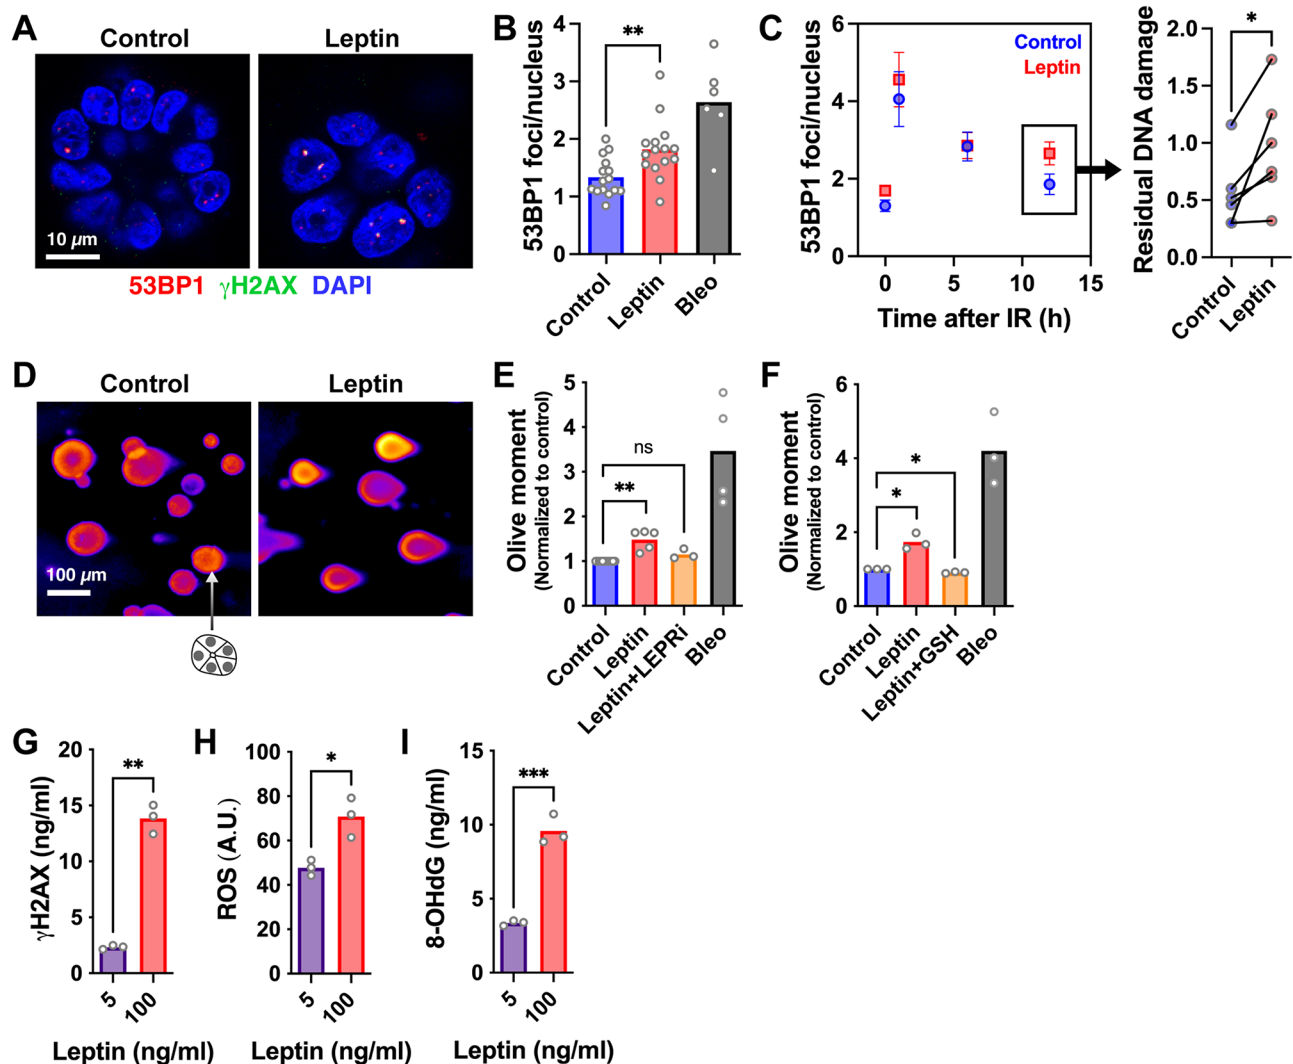 A
Control
Leptin
10 µm
53BP1 γH2AX DAPI
B
53BP1 foci/nucleus
4
3
2
1
0
**
Control
Leptin
Bleo
C
53BP1 foci/nucleus
6
4
2
0
Control
Leptin
0
5
10
15
Time after IR (h)
Residual DNA damage
2.0
1.5
1.0
0.5
0.0
*
Control
Leptin
D
Control
Leptin
100 µm
E
Olive moment
(Normalized to control)
5
4
3
2
1
0
ns
**
Control
Leptin
Leptin+LEPRi
Bleo
F
Olive moment
(Normalized to control)
6
4
2
0
*
*
Control
Leptin
Leptin+GSH
Bleo
G
γH2AX (ng/ml)
20
15
10
5
0
**
5
100
Leptin (ng/ml)
H
ROS (A.U.)
100
80
60
40
20
0
*
5
100
Leptin (ng/ml)
I
8-OHdG (ng/ml)
15
10
5
0
***
5
100
Leptin (ng/ml)